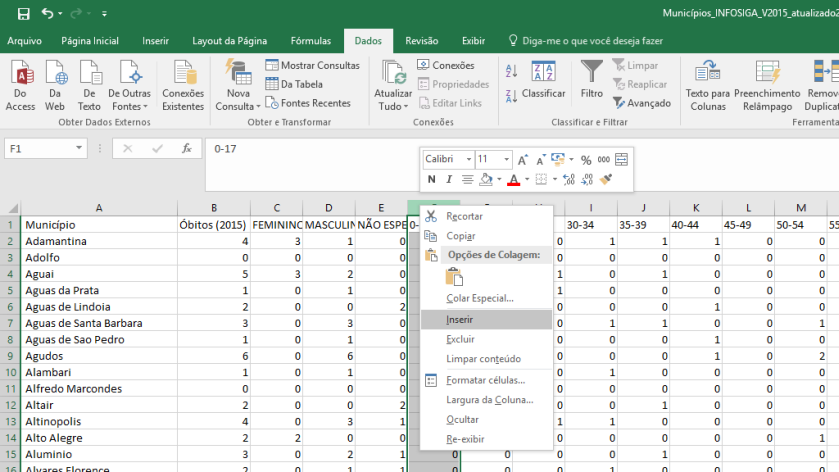 Municípios_INFOSIGA_V2015_atualizado2
Arquivo Página Inicial Inserir Layout da Página Fórmulas Dados Revisão Exibir Diga-me o que você deseja fazer
Do Access
Da Web
De Texto
De Outras Fontes
Conexões Existentes
Obter Dados Externos
Nova Consulta
Mostrar Consultas
Da Tabela
Fontes Recentes
Obter e Transformar
Atualizar Tudo
Conexões
Propriedades
Editar Links
Conexões
Classificar
Filtro
Limpar
Reaplicar
Avançado
Classificar e Filtrar
Texto para Colunas
Preenchimento Relâmpago
Remove
Duplicat
Ferramenta
F1 fx 0-17
Calibri 11 A A % 000
N I A
A B C D E I J K L M
1 Município Óbitos (2015) FEMININO MASCULIN NÃO ESPE 0- 30-34 35-39 40-44 45-49 50-54 55
2 Adamantina 4 3 1 0 0 1 1 1 0 0
3 Adolfo 0 0 0 0 0 0 0 0 0 0
4 Aguai 5 3 2 0 1 0 1 0 0 0
5 Aguas da Prata 1 0 1 0 1 0 0 0 0 0
6 Aguas de Lindoia 2 0 0 2 0 0 0 1 0 0
7 Aguas de Santa Barbara 3 0 3 0 0 1 1 0 0 1
8 Aguas de Sao Pedro 1 0 1 0 0 0 0 1 0 0
9 Agudos 6 0 6 0 0 0 0 1 0 2
10 Alambari 1 0 1 0 0 1 0 0 0 0
11 Alfredo Marcondes 0 0 0 0 0 0 0 0 0 0
12 Altair 2 0 0 2 0 0 1 0 0 0
13 Altinopolis 4 0 3 1 1 1 0 0 0 0
14 Alto Alegre 2 2 0 0 0 0 0 0 0 1
15 Aluminio 3 0 2 1 0 0 0 0 1 0 0 0
16 Alvares Florence 2 0 1 1 0 0 0 1 0 0 0 0
Recortar
Copiar
Opções de Colagem:
Colar Especial...
Inserir
Excluir
Limpar conteúdo
Formatar células...
Largura da Coluna...
Ocultar
Re-exibir